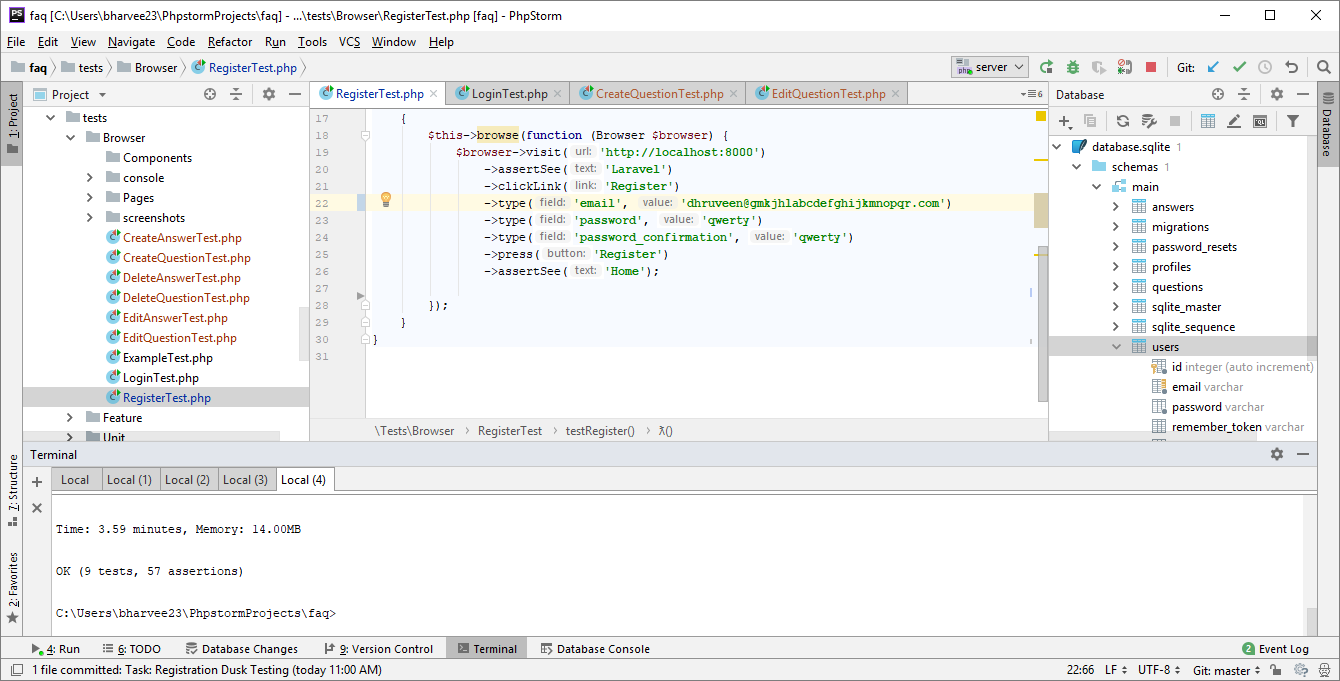 faq [C:\Users\bharvee23\PhpstormProjects\faq] - ...\tests\Browser\RegisterTest.php [faq] - PhpStorm
File Edit View Navigate Code Refactor Run Tools VCS Window Help
faq tests Browser RegisterTest.php server Git:
1: Project
Project
tests
Browser
Components
console
Pages
screenshots
CreateAnswerTest.php
CreateQuestionTest.php
DeleteAnswerTest.php
DeleteQuestionTest.php
EditAnswerTest.php
EditQuestionTest.php
ExampleTest.php
LoginTest.php
RegisterTest.php
Feature
Unit
RegisterTest.php LoginTest.php CreateQuestionTest.php EditQuestionTest.php 6
17 {
18 $this->browse(function (Browser $browser) {
19 $browser->visit( url: 'http://localhost:8000')
20 ->assertSee( text: 'Laravel')
21 ->clickLink( link: 'Register')
22 ->type( field: 'email', value: 'dhruveen@gmkjhlabcdefghijkmnopqr.com')
23 ->type( field: 'password', value: 'qwerty')
24 ->type( field: 'password_confirmation', value: 'qwerty')
25 ->press( button: 'Register')
26 ->assertSee( text: 'Home');
27
28 });
29 }
30 }
31
\Tests\Browser RegisterTest testRegister() λ()
Database
Database
database.sqlite 1
schemas 1
main
answers
migrations
password_resets
profiles
questions
sqlite_master
sqlite_sequence
users
id integer (auto increment)
email varchar
password varchar
remember_token varchar
7: Structure
2: Favorites
Terminal
Local Local (1) Local (2) Local (3) Local (4)
Time: 3.59 minutes, Memory: 14.00MB
OK (9 tests, 57 assertions)
C:\Users\bharvee23\PhpstormProjects\faq>
4: Run 6: TODO Database Changes 9: Version Control Terminal Database Console 2 Event Log
1 file committed: Task: Registration Dusk Testing (today 11:00 AM) 22:66 LF UTF-8 Git: master